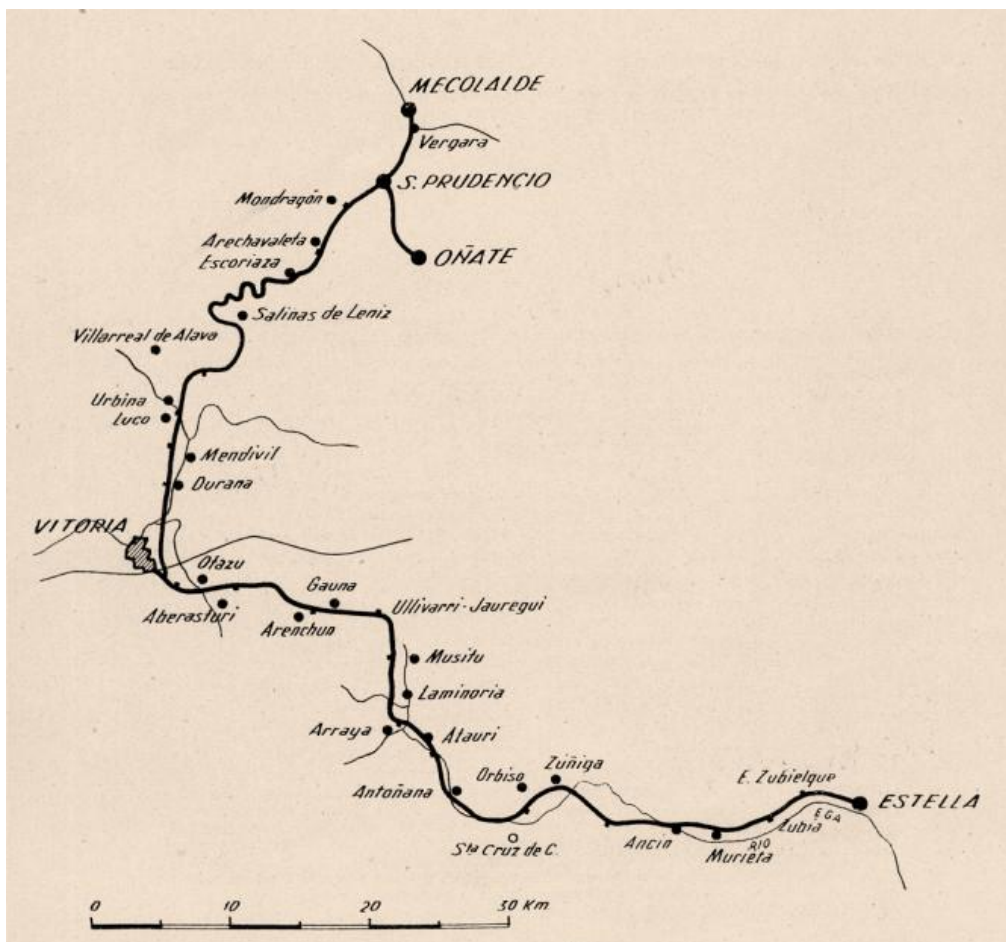 MECOLALDE
Vergara
S. PRUDENCIO
Mondragón
Arechavaleta
Escoriaza
OÑATE
Salinas de Leniz
Villarreal de Alava
Urbina
Luco
Mendivil
Durana
VITORIA
Otazu
Aberasturi
Gauna
Arenchun
Ullivarri-Jauregui
Musitu
Laminoria
Arraya
Atauri
Antoñana
Orbiso
Zúñiga
Sta Cruz de C.
Ancin
Murieta
E. Zubielque
Zubia
RIO EGA
ESTELLA
0 10 20 30 Km.